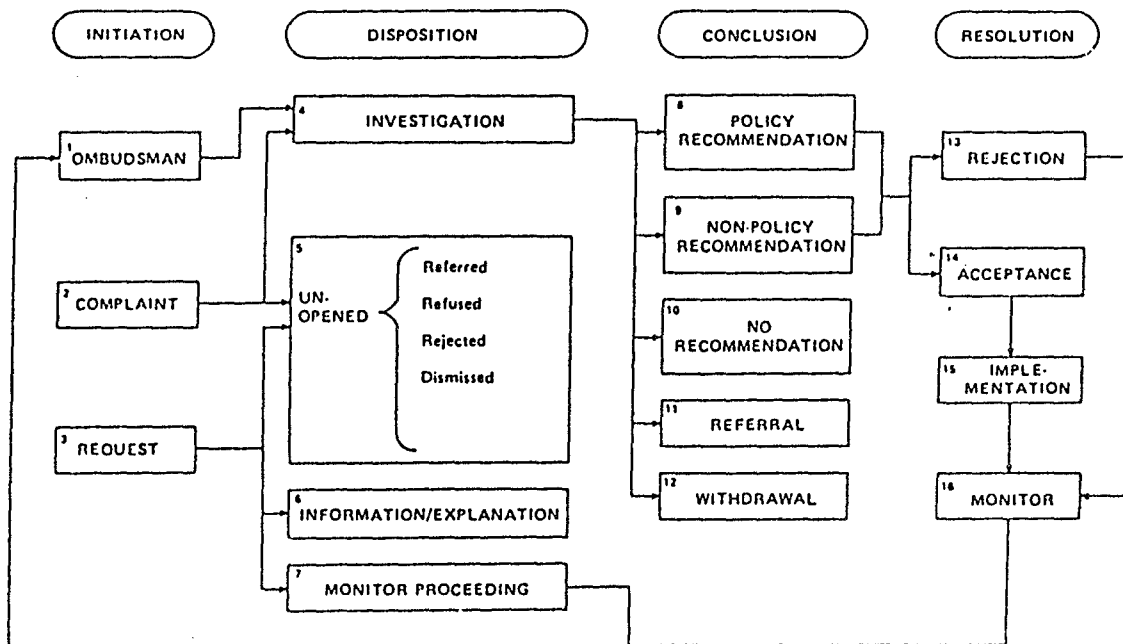 INITIATION
DISPOSITION
CONCLUSION
RESOLUTION
1 OMBUDSMAN
2 COMPLAINT
3 REQUEST
4 INVESTIGATION
5
UN-
OPENED
Referred
Refused
Rejected
Dismissed
6 INFORMATION/EXPLANATION
7 MONITOR PROCEEDING
8 POLICY
RECOMMENDATION
9 NON-POLICY
RECOMMENDATION
10 NO
RECOMMENDATION
11 REFERRAL
12 WITHDRAWAL
13 REJECTION
14 ACCEPTANCE
15 IMPLE-
MENTATION
16 MONITOR